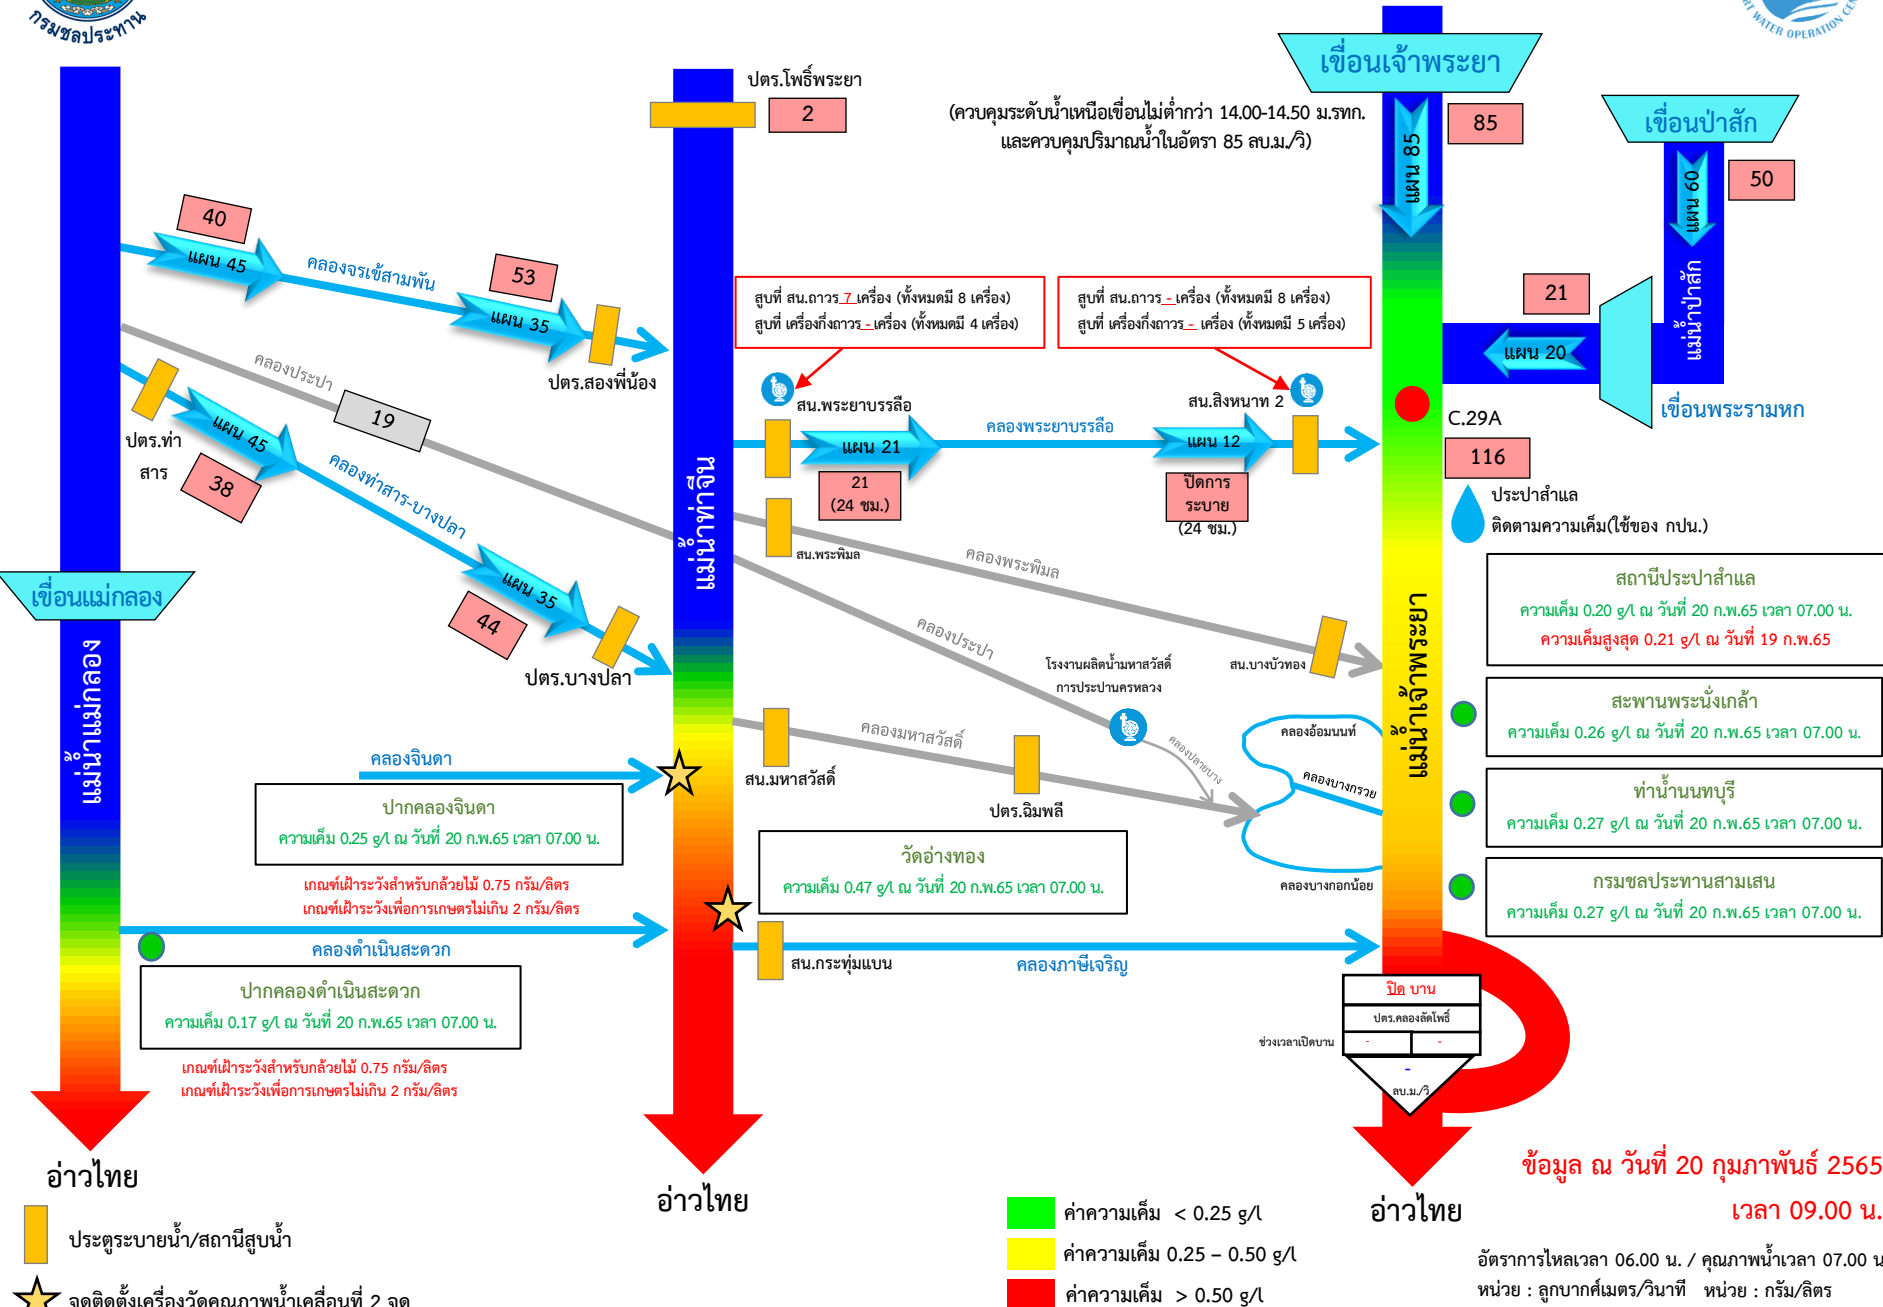 กรมชลประทาน
WATER OPERATION
เขื่อนเจ้าพระยา
ปตร.โพธิ์พระยา
2
(ควบคุมระดับน้ำเหนือเขื่อนไม่ต่ำกว่า 14.00-14.50 ม.รทก.
และควบคุมปริมาณน้ำในอัตรา 85 ลบ.ม./วิ)
แผน 85
85
เขื่อนป่าสัก
แผน 60
50
แม่น้ำป่าสัก
40
แผน 45
คลองจรเข้สามพัน
53
แผน 35
ปตร.สองพี่น้อง
สูบที่ สน.ถาวร 7 เครื่อง (ทั้งหมดมี 8 เครื่อง)
สูบที่ เครื่องกึ่งถาวร - เครื่อง (ทั้งหมดมี 4 เครื่อง)
สูบที่ สน.ถาวร - เครื่อง (ทั้งหมดมี 8 เครื่อง)
สูบที่ เครื่องกึ่งถาวร - เครื่อง (ทั้งหมดมี 5 เครื่อง)
21
แผน 20
เขื่อนพระรามหก
คลองประปา
19
ปตร.ท่า
สาร
แผน 45
38
คลองท่าสาร-บางปลา
แผน 35
44
ปตร.บางปลา
แม่น้ำท่าจีน
สน.พระยาบรรลือ
แผน 21
21
(24 ชม.)
คลองพระยาบรรลือ
สน.สิงหนาท 2
แผน 12
ปิดการ
ระบาย
(24 ชม.)
C.29A
116
ประปาสำแล
ติดตามความเค็ม(ใช้ของ กปน.)
สน.พระพิมล
คลองพระพิมล
สน.บางบัวทอง
คลองประปา
โรงงานผลิตน้ำมหาสวัสดิ์
การประปานครหลวง
คลองปลายบาง
แม่น้ำเจ้าพระยา
สถานีประปาสำแล
ความเค็ม 0.20 g/l ณ วันที่ 20 ก.พ.65 เวลา 07.00 น.
ความเค็มสูงสุด 0.21 g/l ณ วันที่ 19 ก.พ.65
สะพานพระนั่งเกล้า
ความเค็ม 0.26 g/l ณ วันที่ 20 ก.พ.65 เวลา 07.00 น.
ท่าน้ำนนทบุรี
ความเค็ม 0.27 g/l ณ วันที่ 20 ก.พ.65 เวลา 07.00 น.
กรมชลประทานสามเสน
ความเค็ม 0.27 g/l ณ วันที่ 20 ก.พ.65 เวลา 07.00 น.
เขื่อนแม่กลอง
แม่น้ำแม่กลอง
คลองจินดา
ปากคลองจินดา
ความเค็ม 0.25 g/l ณ วันที่ 20 ก.พ.65 เวลา 07.00 น.
เกณฑ์เฝ้าระวังสำหรับกล้วยไม้ 0.75 กรัม/ลิตร
เกณฑ์เฝ้าระวังเพื่อการเกษตรไม่เกิน 2 กรัม/ลิตร
สน.มหาสวัสดิ์
คลองมหาสวัสดิ์
ปตร.ฉิมพลี
คลองอ้อมนนท์
คลองบางกรวย
คลองบางกอกน้อย
วัดอ่างทอง
ความเค็ม 0.47 g/l ณ วันที่ 20 ก.พ.65 เวลา 07.00 น.
คลองดำเนินสะดวก
ปากคลองดำเนินสะดวก
ความเค็ม 0.17 g/l ณ วันที่ 20 ก.พ.65 เวลา 07.00 น.
เกณฑ์เฝ้าระวังสำหรับกล้วยไม้ 0.75 กรัม/ลิตร
เกณฑ์เฝ้าระวังเพื่อการเกษตรไม่เกิน 2 กรัม/ลิตร
สน.กระทุ่มแบน
คลองภาษีเจริญ
ปิด บาน
ปตร.คลองลัดโพธิ์
ช่วงเวลาเปิดบาน - -
-
ลบ.ม./วิ
อ่าวไทย
อ่าวไทย
อ่าวไทย
ข้อมูล ณ วันที่ 20 กุมภาพันธ์ 2565
เวลา 09.00 น.
อัตราการไหลเวลา 06.00 น. / คุณภาพน้ำเวลา 07.00 น
หน่วย : ลูกบาศก์เมตร/วินาที หน่วย : กรัม/ลิตร
ประตูระบายน้ำ/สถานีสูบน้ำ
จุดติดตั้งเครื่องวัดคุณภาพน้ำเคลื่อนที่ 2 จุด
ค่าความเค็ม < 0.25 g/l
ค่าความเค็ม 0.25 – 0.50 g/l
ค่าความเค็ม > 0.50 g/l